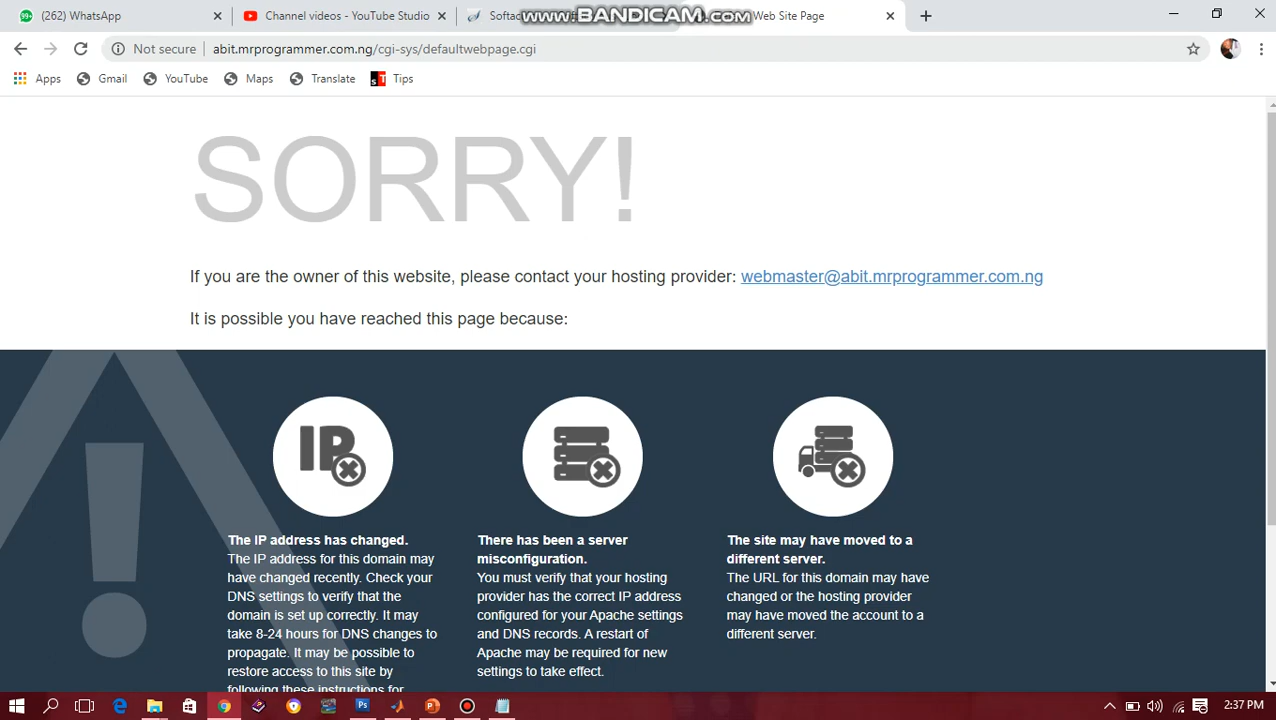 (262) WhatsApp
Channel videos - YouTube Studio
Softac
www.BANDICAM.com
Web Site Page
Not secure
abit.mrprogrammer.com.ng/cgi-sys/defaultwebpage.cgi
Apps
Gmail
YouTube
Maps
Translate
Tips
SORRY!
If you are the owner of this website, please contact your hosting provider: webmaster@abit.mrprogrammer.com.ng
It is possible you have reached this page because:
IP
The IP address has changed.
The IP address for this domain may
have changed recently. Check your
DNS settings to verify that the
domain is set up correctly. It may
take 8-24 hours for DNS changes to
propagate. It may be possible to
restore access to this site by
following these instructions for
There has been a server
misconfiguration.
You must verify that your hosting
provider has the correct IP address
configured for your Apache settings
and DNS records. A restart of
Apache may be required for new
settings to take effect.
The site may have moved to a
different server.
The URL for this domain may have
changed or the hosting provider
may have moved the account to a
different server.
99+
Ps
2:37 PM